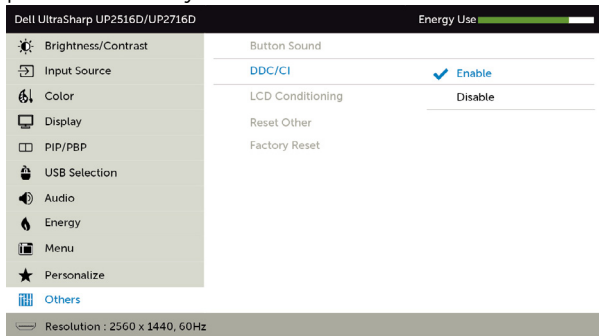 Dell UltraSharp UP2516D/UP2716D Energy Use
Brightness/Contrast Button Sound
Input Source DDC/CI Enable
Color LCD Conditioning Disable
Display Reset Other
PIP/PBP Factory Reset
USB Selection
Audio
Energy
Menu
Personalize
Others
Resolution : 2560 x 1440, 60Hz